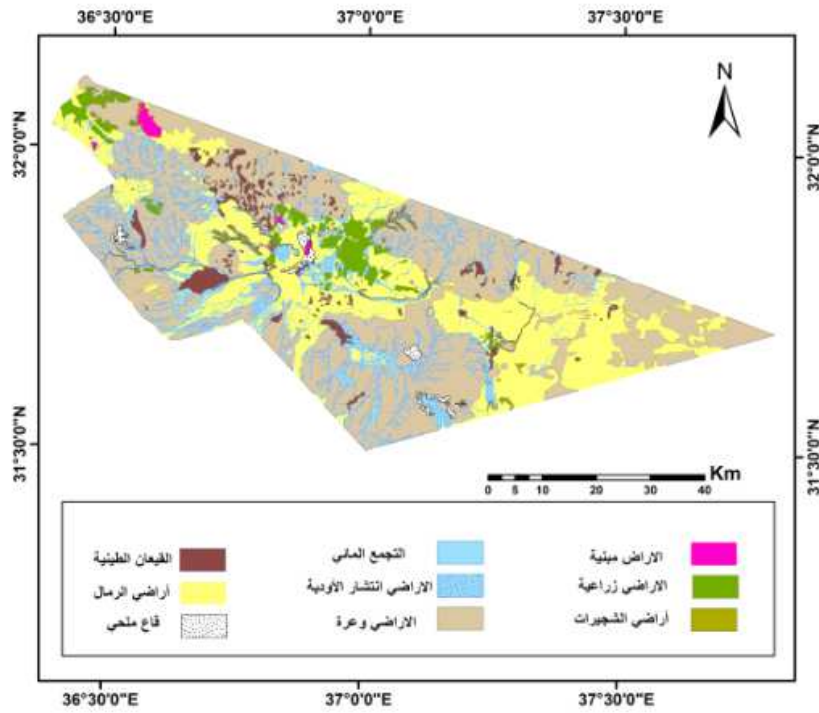 36°30'0"E 37°0'0"E 37°30'0"E
N
32°0'0"N 32°0'0"N
31°30'0"N 31°30'0"N
Km
0 5 10 20 30 40
الاراض مبنية التجمع المائي القيعان الطينية
الاراضي زراعية الاراضي انتشار الأودية أراضي الرمال
أراضي الشجيرات الاراضي وعرة قاع ملحي
36°30'0"E 37°0'0"E 37°30'0"E